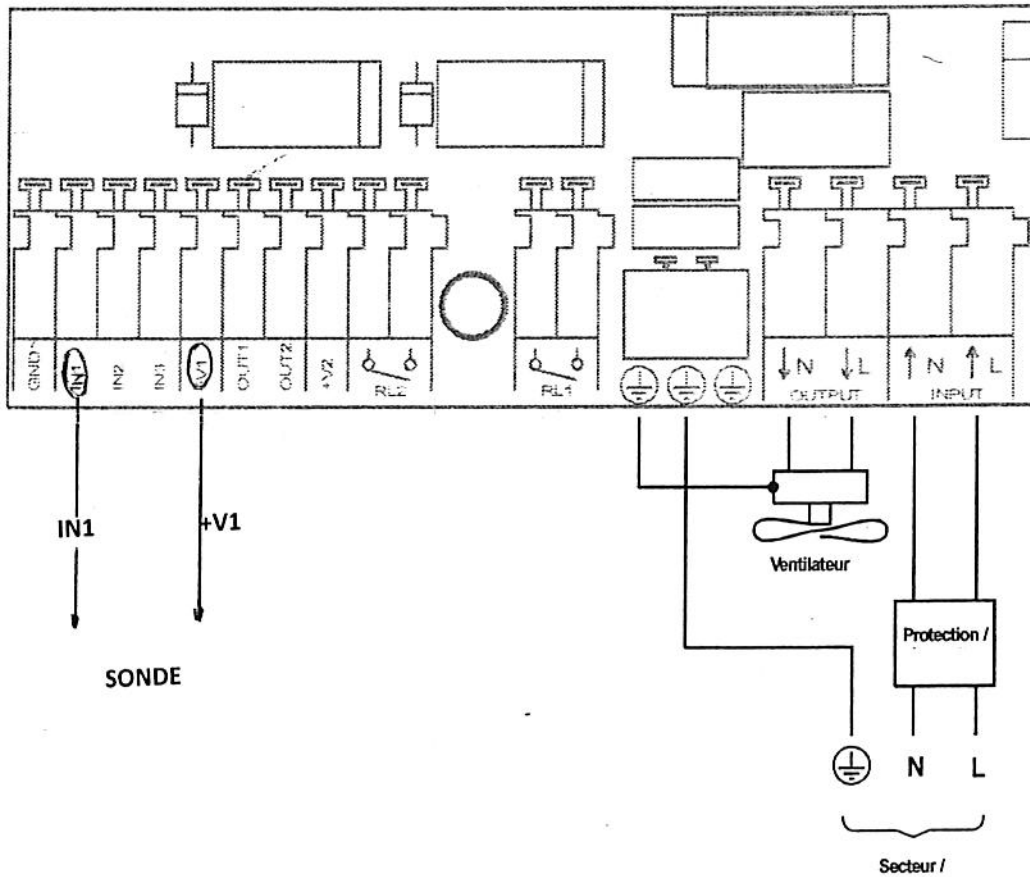 GND
IN1
IN2
IN3
+V1
OUT1
OUT2
+V2
RL2
RL1
N
L
OUTPUT
N
L
INPUT
IN1
+V1
SONDE
Ventilateur
Protection /
N
L
Secteur /